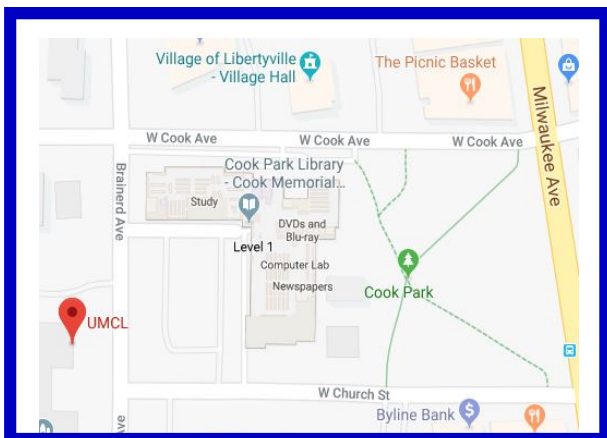 Village of Libertyville
- Village Hall
The Picnic Basket
Milwaukee Ave
W Cook Ave
W Cook Ave
W Cook Ave
Brainerd Ave
Cook Park Library
- Cook Memorial...
Study
DVDs and
Blu-ray
Level 1
Computer Lab
Newspapers
Cook Park
UMCL
W Church St
Byline Bank
Ave